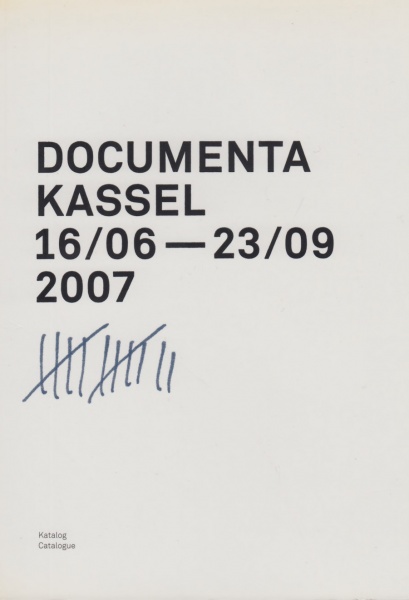 DOCUMENTA
KASSEL
16/06—23/09
2007
Katalog
Catalogue